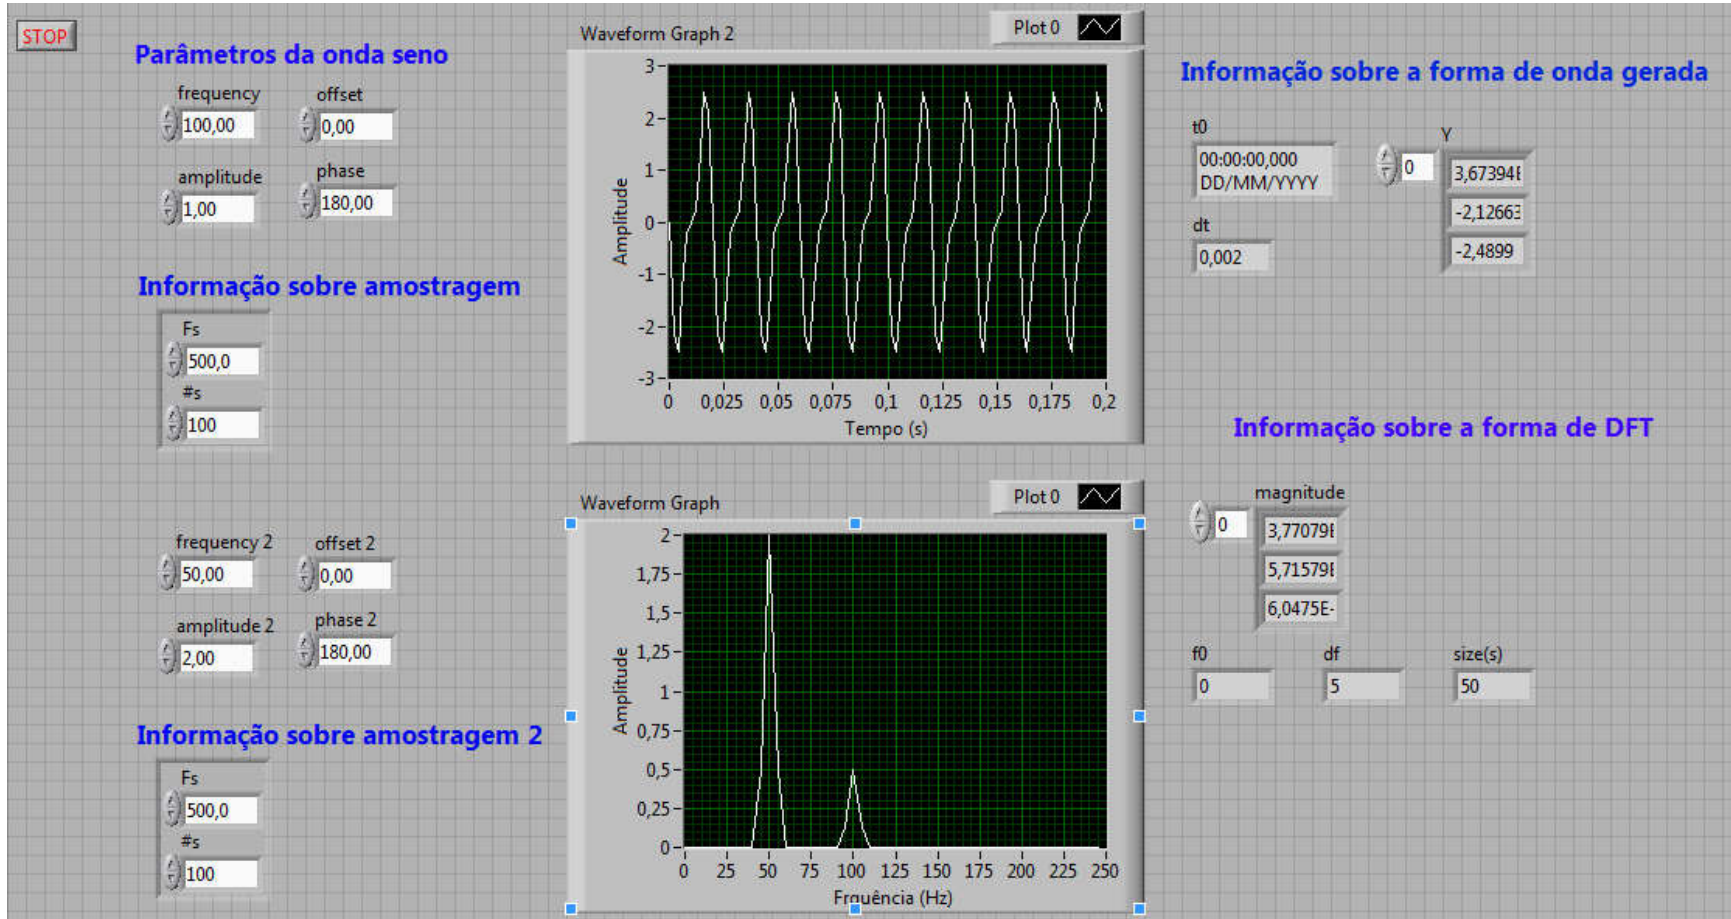 STOP
Parâmetros da onda seno
frequency
100,00
offset
0,00
amplitude
1,00
phase
180,00
Informação sobre amostragem
Fs
500,0
#s
100
frequency 2
50,00
offset 2
0,00
amplitude 2
2,00
phase 2
180,00
Informação sobre amostragem 2
Fs
500,0
#s
100
Waveform Graph 2
Plot 0
Amplitude
3
2
1
0
-1
-2
-3
0 0,025 0,05 0,075 0,1 0,125 0,15 0,175 0,2
Tempo (s)
Waveform Graph
Plot 0
Amplitude
2
1,75
1,5
1,25
1
0,75
0,5
0,25
0
0 25 50 75 100 125 150 175 200 225 250
Frquência (Hz)
Informação sobre a forma de onda gerada
t0
00:00:00,000
DD/MM/YYYY
dt
0,002
Y
0
3,67394E
-2,12663
-2,4899
Informação sobre a forma de DFT
magnitude
0
3,77079E
5,71579E
6,0475E-
f0
0
df
5
size(s)
50